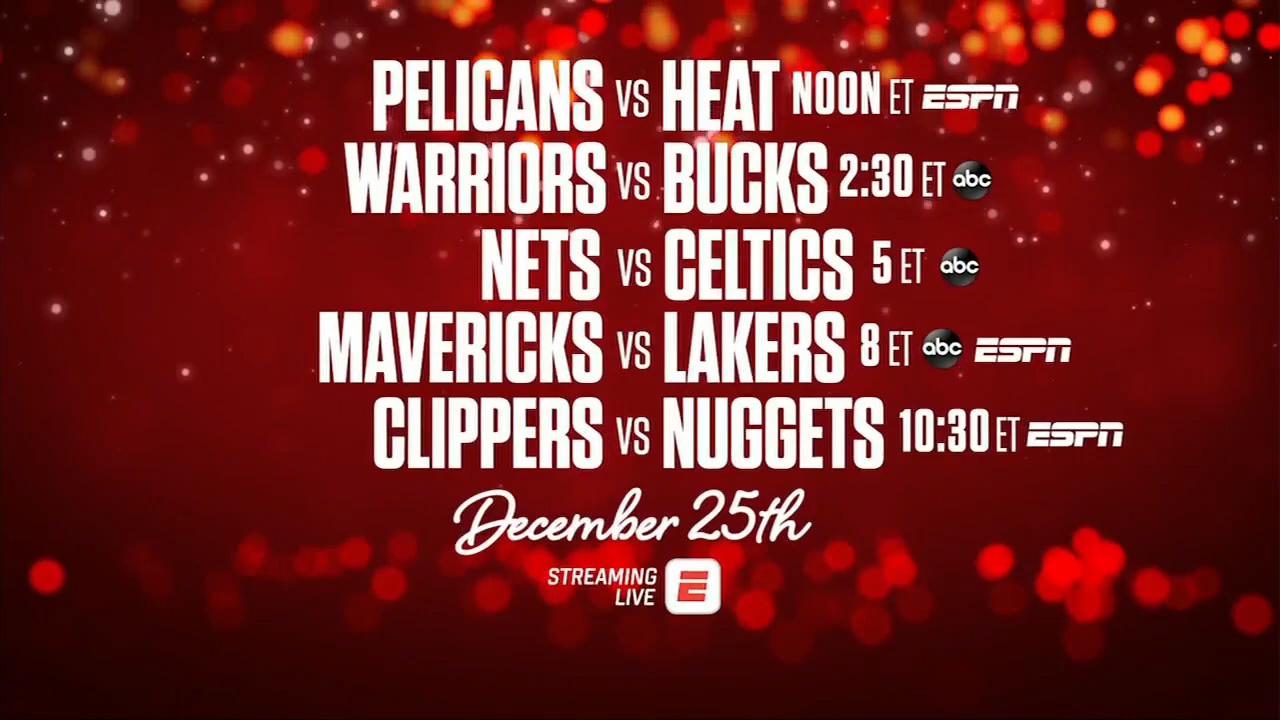 PELICANS VS HEAT NOON ET ESPN
WARRIORS VS BUCKS 2:30 ET abc
NETS VS CELTICS 5 ET abc
MAVERICKS VS LAKERS 8 ET abc ESPN
CLIPPERS VS NUGGETS 10:30 ET ESPN
December 25th
STREAMING
LIVE E